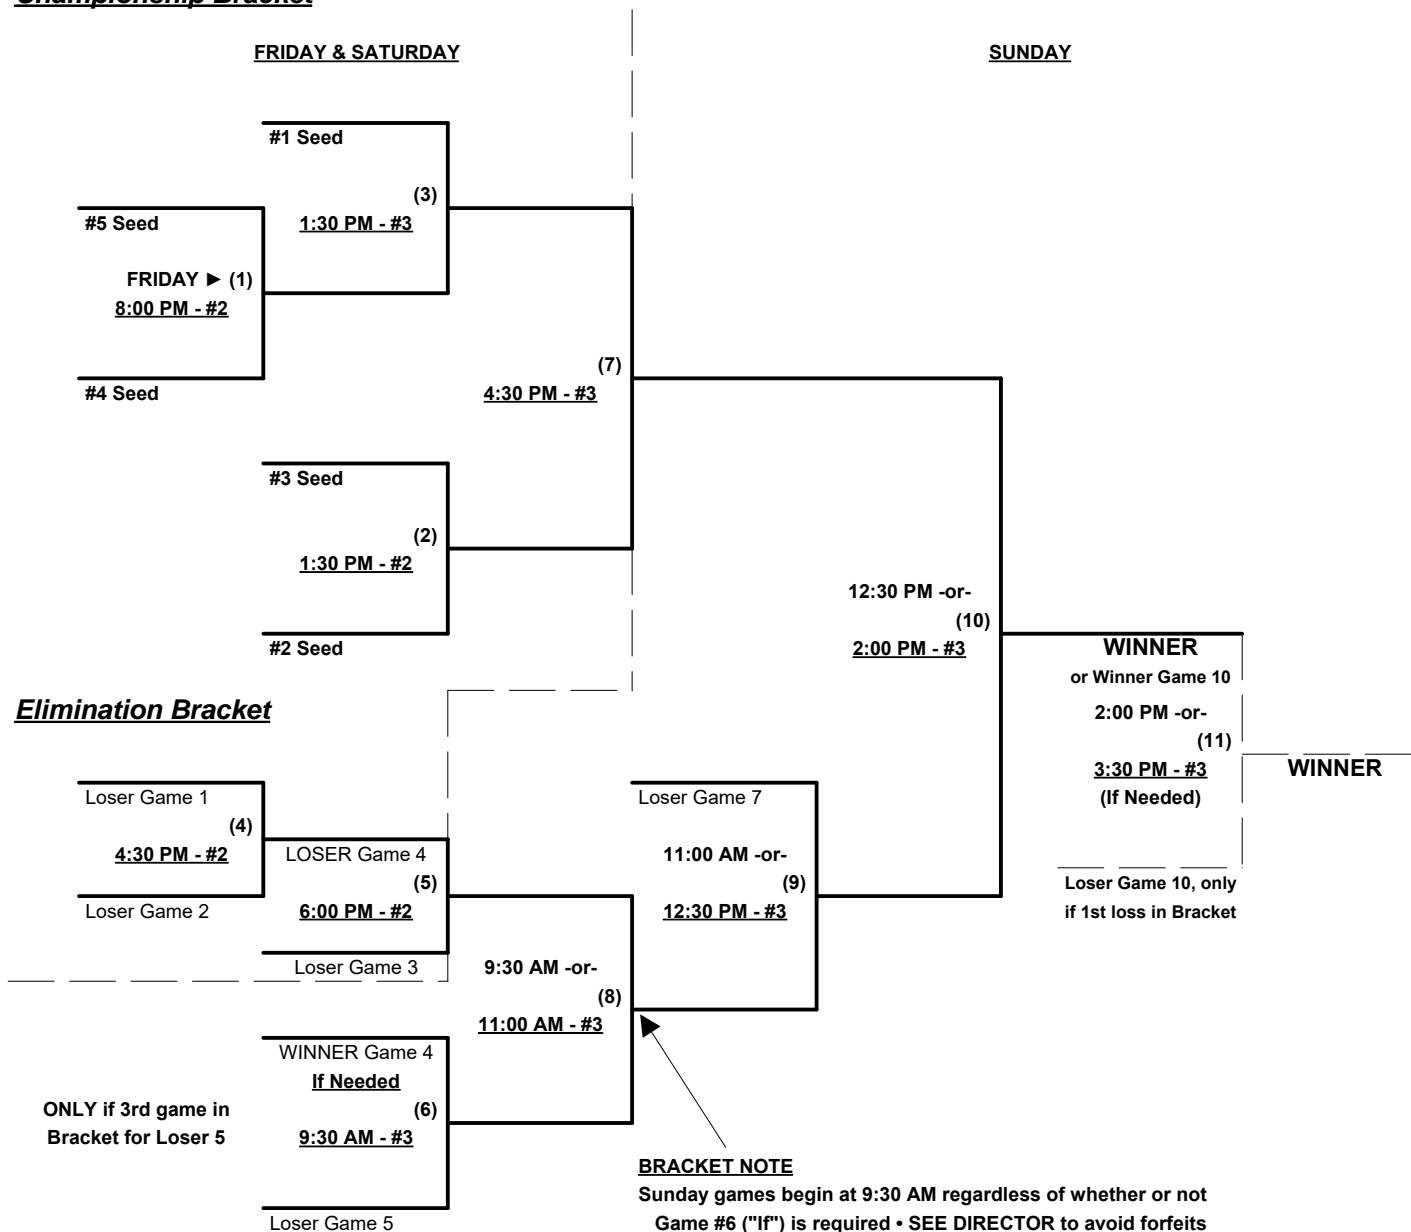 Championship Bracket
FRIDAY & SATURDAY
SUNDAY
#1 Seed
(3)
1:30 PM - #3
#5 Seed
FRIDAY ► (1)
8:00 PM - #2
#4 Seed
(7)
4:30 PM - #3
#3 Seed
(2)
1:30 PM - #2
#2 Seed
12:30 PM -or-
(10)
2:00 PM - #3
WINNER
or Winner Game 10
2:00 PM -or-
(11)
3:30 PM - #3
(If Needed)
WINNER
Loser Game 10, only
if 1st loss in Bracket
Elimination Bracket
Loser Game 1
(4)
4:30 PM - #2
Loser Game 2
LOSER Game 4
(5)
6:00 PM - #2
Loser Game 3
Loser Game 7
11:00 AM -or-
(9)
12:30 PM - #3
9:30 AM -or-
(8)
11:00 AM - #3
WINNER Game 4
If Needed
(6)
9:30 AM - #3
Loser Game 5
ONLY if 3rd game in
Bracket for Loser 5
BRACKET NOTE
Sunday games begin at 9:30 AM regardless of whether or not
Game #6 ("If") is required • SEE DIRECTOR to avoid forfeits